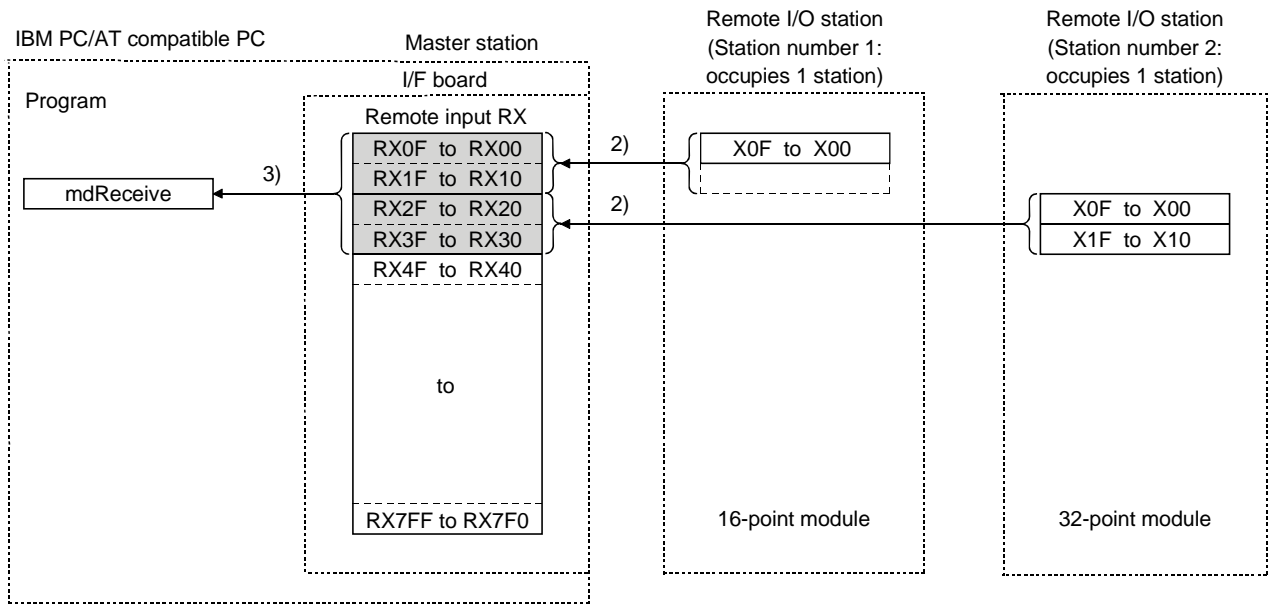 IBM PC/AT compatible PC
Program
mdReceive
3)
Master station
I/F board
Remote input RX
RX0F to RX00
RX1F to RX10
RX2F to RX20
RX3F to RX30
RX4F to RX40
to
RX7FF to RX7F0
2)
2)
Remote I/O station
(Station number 1:
occupies 1 station)
X0F to X00
16-point module
Remote I/O station
(Station number 2:
occupies 1 station)
X0F to X00
X1F to X10
32-point module